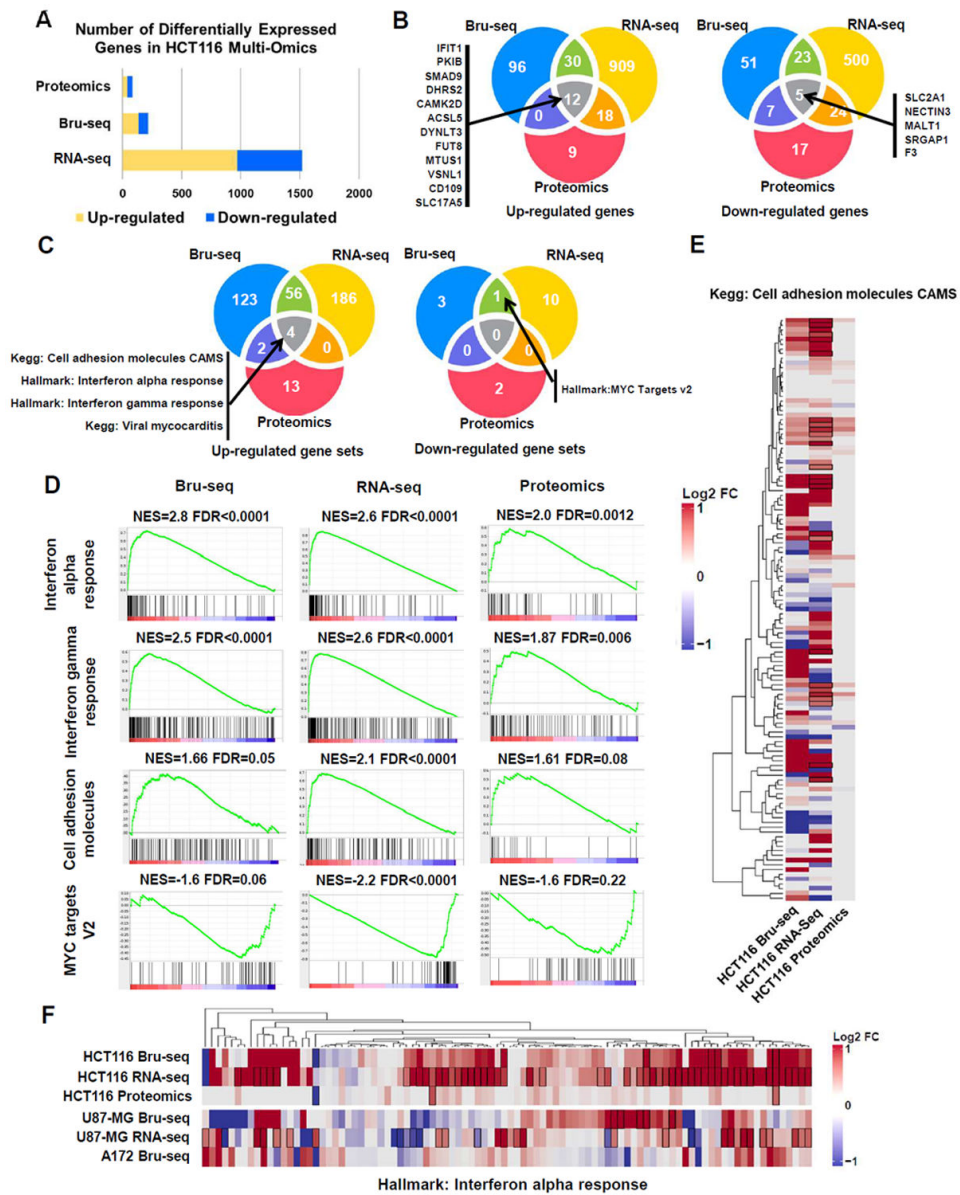 A
Number of Differentially Expressed
Genes in HCT116 Multi-Omics
Proteomics
Bru-seq
RNA-seq
0 500 1000 1500 2000
Up-regulated Down-regulated
B
Bru-seq RNA-seq
IFIT1
PKIB
SMAD9
DHRS2
CAMK2D
ACSL5
DYNLT3
FUT8
MTUS1
VSNL1
CD109
SLC17A5
96 30 909
12
0 18
9
Proteomics
Up-regulated genes
Bru-seq RNA-seq
51 23 500
5
7 24
17
Proteomics
Down-regulated genes
SLC2A1
NECTIN3
MALT1
SRGAP1
F3
C
Bru-seq RNA-seq
123 56 186
4
2 0
13
Proteomics
Up-regulated gene sets
Kegg: Cell adhesion molecules CAMS
Hallmark: Interferon alpha response
Hallmark: Interferon gamma response
Kegg: Viral mycocarditis
Bru-seq RNA-seq
3 1 10
0
0 0
2
Proteomics
Down-regulated gene sets
Hallmark:MYC Targets v2
D
Bru-seq RNA-seq Proteomics
Interferon
alpha
response
NES=2.8 FDR<0.0001 NES=2.6 FDR<0.0001 NES=2.0 FDR=0.0012
Interferon gamma
response
NES=2.5 FDR<0.0001 NES=2.6 FDR<0.0001 NES=1.87 FDR=0.006
Cell adhesion
molecules
NES=1.66 FDR=0.05 NES=2.1 FDR<0.0001 NES=1.61 FDR=0.08
MYC targets
V2
NES=-1.6 FDR=0.06 NES=-2.2 FDR<0.0001 NES=-1.6 FDR=0.22
E
Kegg: Cell adhesion molecules CAMS
Log2 FC
1
0
−1
HCT116 Bru-seq
HCT116 RNA-Seq
HCT116 Proteomics
F
HCT116 Bru-seq
HCT116 RNA-seq
HCT116 Proteomics
U87-MG Bru-seq
U87-MG RNA-seq
A172 Bru-seq
Log2 FC
1
0
−1
Hallmark: Interferon alpha response